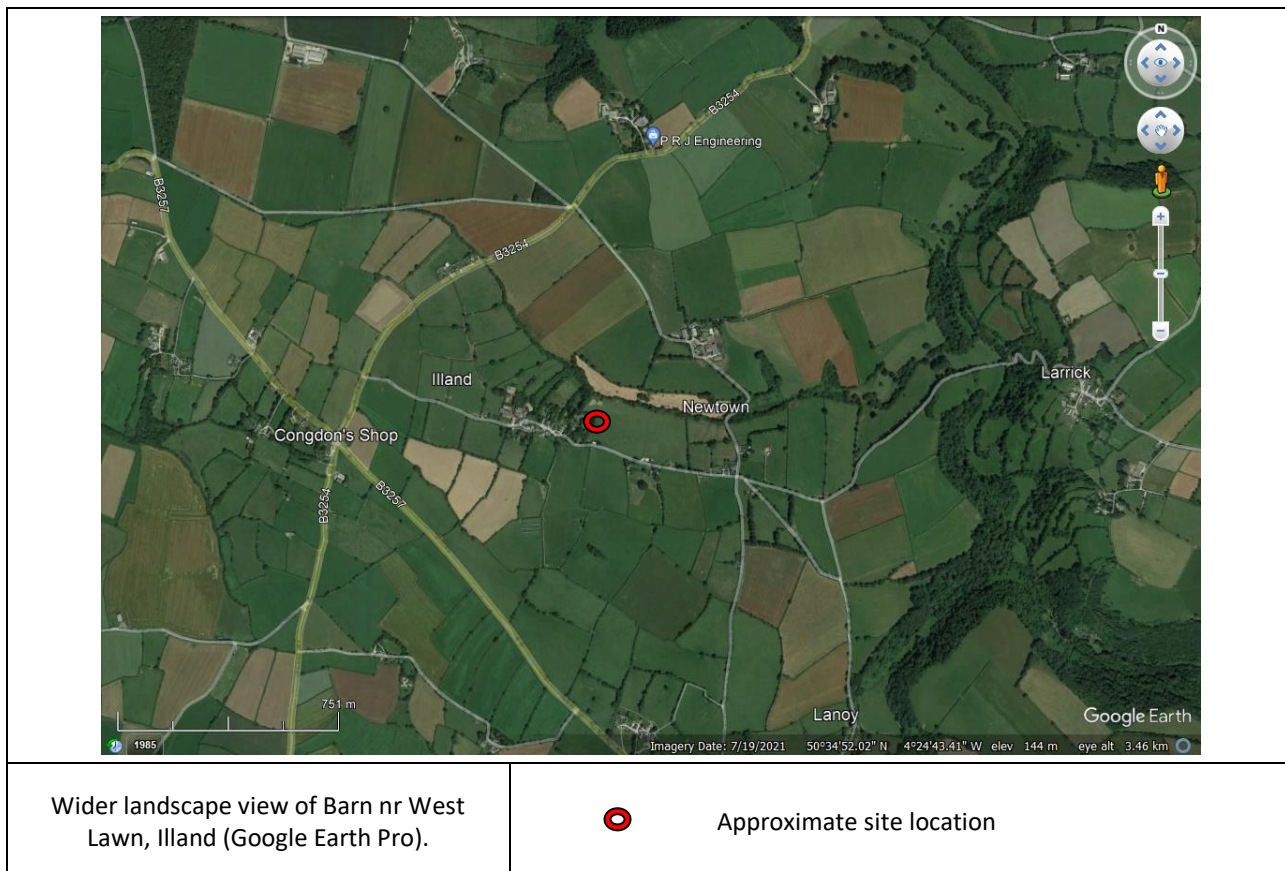 N
B3254
P R J Engineering
B3257
B3254
Larrick
Illand
Newtown
Congdon's Shop
B3254
B3257
751 m
Lanoy
Google Earth
1985
Imagery Date: 7/19/2021 50°34'52.02" N 4°24'43.41" W elev 144 m eye alt 3.46 km
Wider landscape view of Barn nr West
Lawn, Illand (Google Earth Pro).
Approximate site location